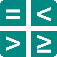 = <
> ≥